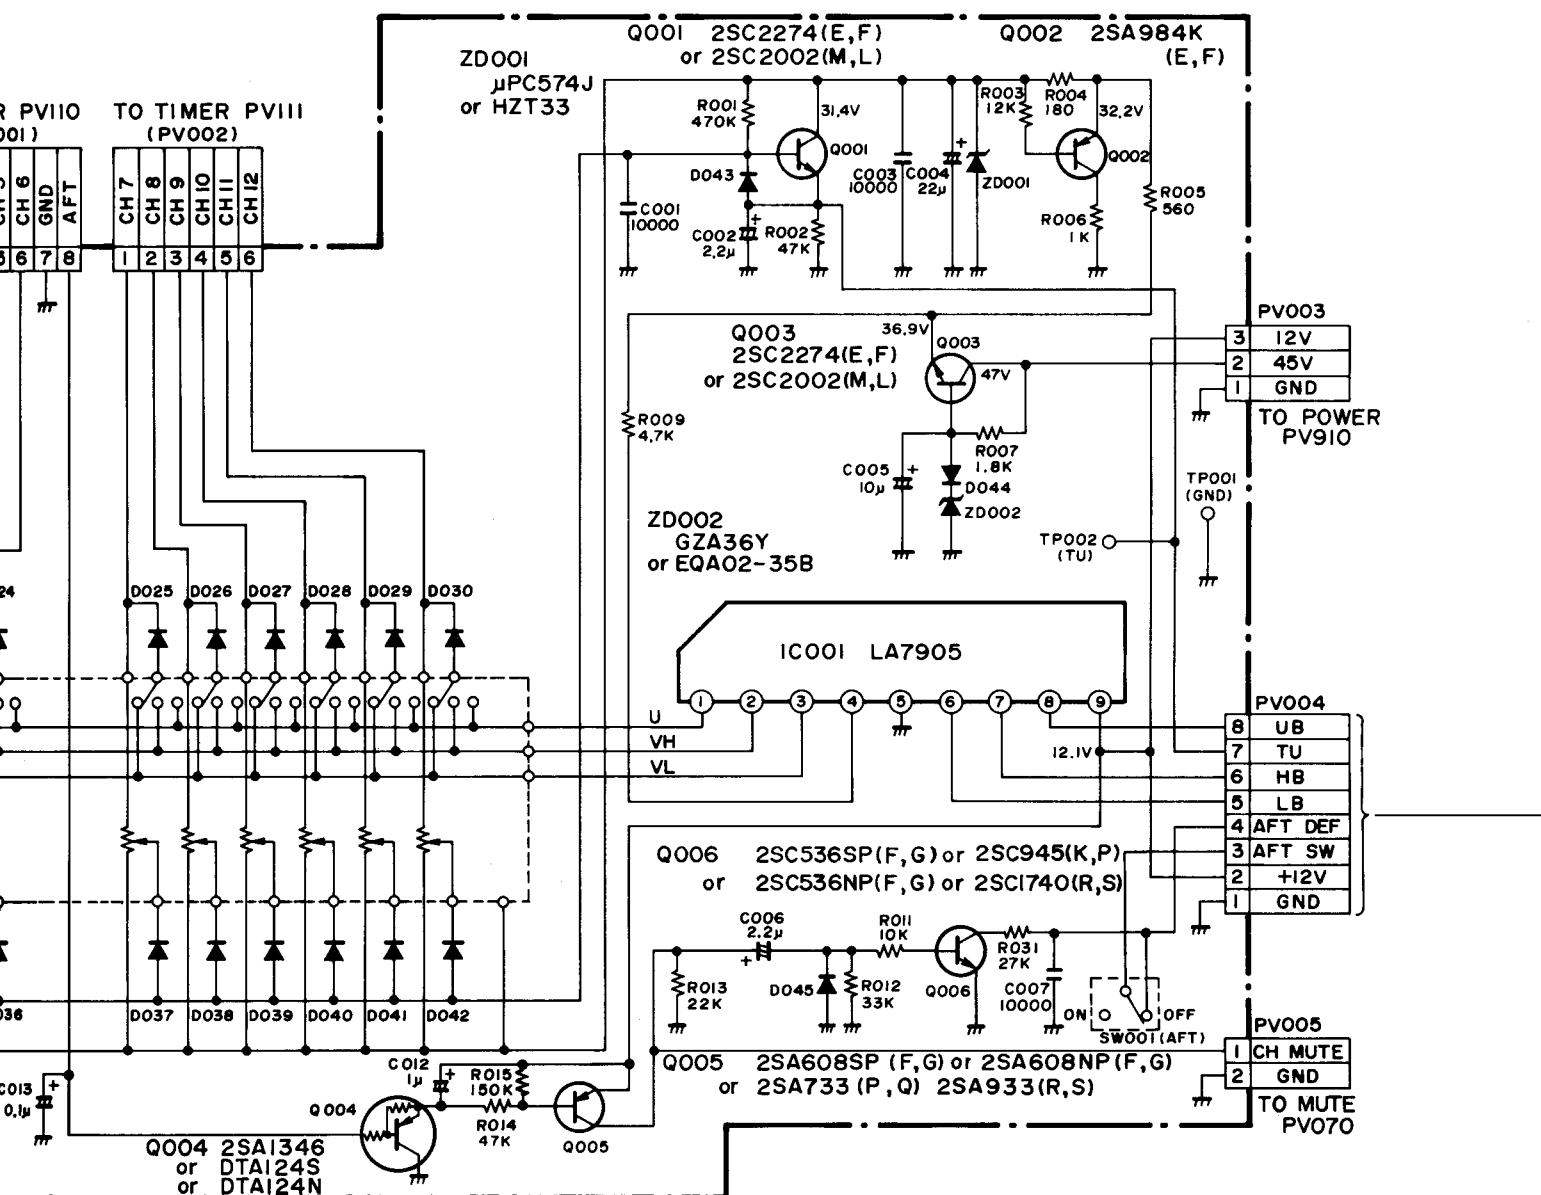 Q001 2SC2274(E,F)
or 2SC2002(M,L)
Q002 2SA984K
(E,F)
ZD001
μPC574J
or HZT33
R PV110
001)
TO TIMER PV111
(PV002)
CH 6
GND
AFT
6 7 8
CH 7
CH 8
CH 9
CH 10
CH 11
CH 12
1 2 3 4 5 6
R001
470K
31.4V
Q001
D043
C001
10000
C002
2.2μ
R002
47K
C003
10000
C004
22μ
+
+
ZD001
R003
12K
R004
180
32.2V
Q002
R005
560
R006
1K
Q003
2SC2274(E,F)
or 2SC2002(M,L)
36.9V
Q003
47V
R009
4.7K
C005
10μ
+
R007
1.8K
D044
ZD002
ZD002
GZA36Y
or EQA02-35B
PV003
3 12V
2 45V
1 GND
TO POWER
PV910
TP001
(GND)
TP002
(TU)
24
D025 D026 D027 D028 D029 D030
IC001 LA7905
1 2 3 4 5 6 7 8 9
U
VH
VL
12.1V
PV004
8 UB
7 TU
6 HB
5 LB
4 AFT DEF
3 AFT SW
2 +12V
1 GND
Q006 2SC536SP(F,G) or 2SC945(K,P)
or 2SC536NP(F,G) or 2SC1740(R,S)
C006
2.2μ
+
R011
10K
R013
22K
D045
R012
33K
Q006
R031
27K
C007
10000
ON
OFF
SW001(AFT)
036
D037 D038 D039 D040 D041 D042
PV005
1 CH MUTE
2 GND
TO MUTE
PV070
Q005 2SA608SP (F,G) or 2SA608NP(F,G)
or 2SA733 (P,Q) 2SA933(R,S)
C013
0.1μ
+
C012
1μ
+
R015
150K
R014
47K
Q004
Q005
Q004 2SA1346
or DTA124S
or DTA124N